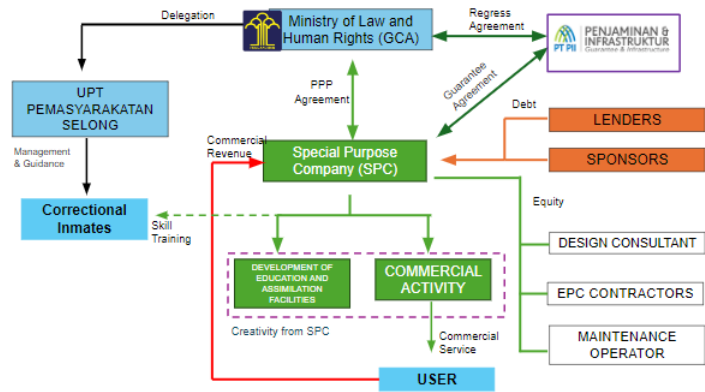 Delegation
Ministry of Law and
Human Rights (GCA)
Regress
Agreement
PT PII
PENJAMINAN &
INFRASTRUKTUR
Guarantee & Infrastructure
UPT
PEMASYARAKATAN
SELONG
PPP
Agreement
Guarantee
Agreement
Debt
LENDERS
SPONSORS
Management
& Guidance
Commercial
Revenue
Special Purpose
Company (SPC)
Equity
Correctional
Inmates
Skill
Training
DESIGN CONSULTANT
DEVELOPMENT OF
EDUCATION AND
ASSIMILATION
FACILITIES
COMMERCIAL
ACTIVITY
EPC CONTRACTORS
Creativity from SPC
Commercial
Service
MAINTENANCE
OPERATOR
USER